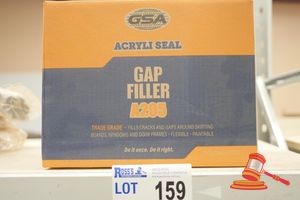 GSA
ACRYLI SEAL
GAP
FILLER
A205
TRADE GRADE • FILLS CRACKS AND GAPS AROUND SKIRTING
BOARDS, WINDOWS AND DOOR FRAMES • FLEXIBLE • PAINTABLE
Do it once. Do it right.
ROSS'S
LOT 159